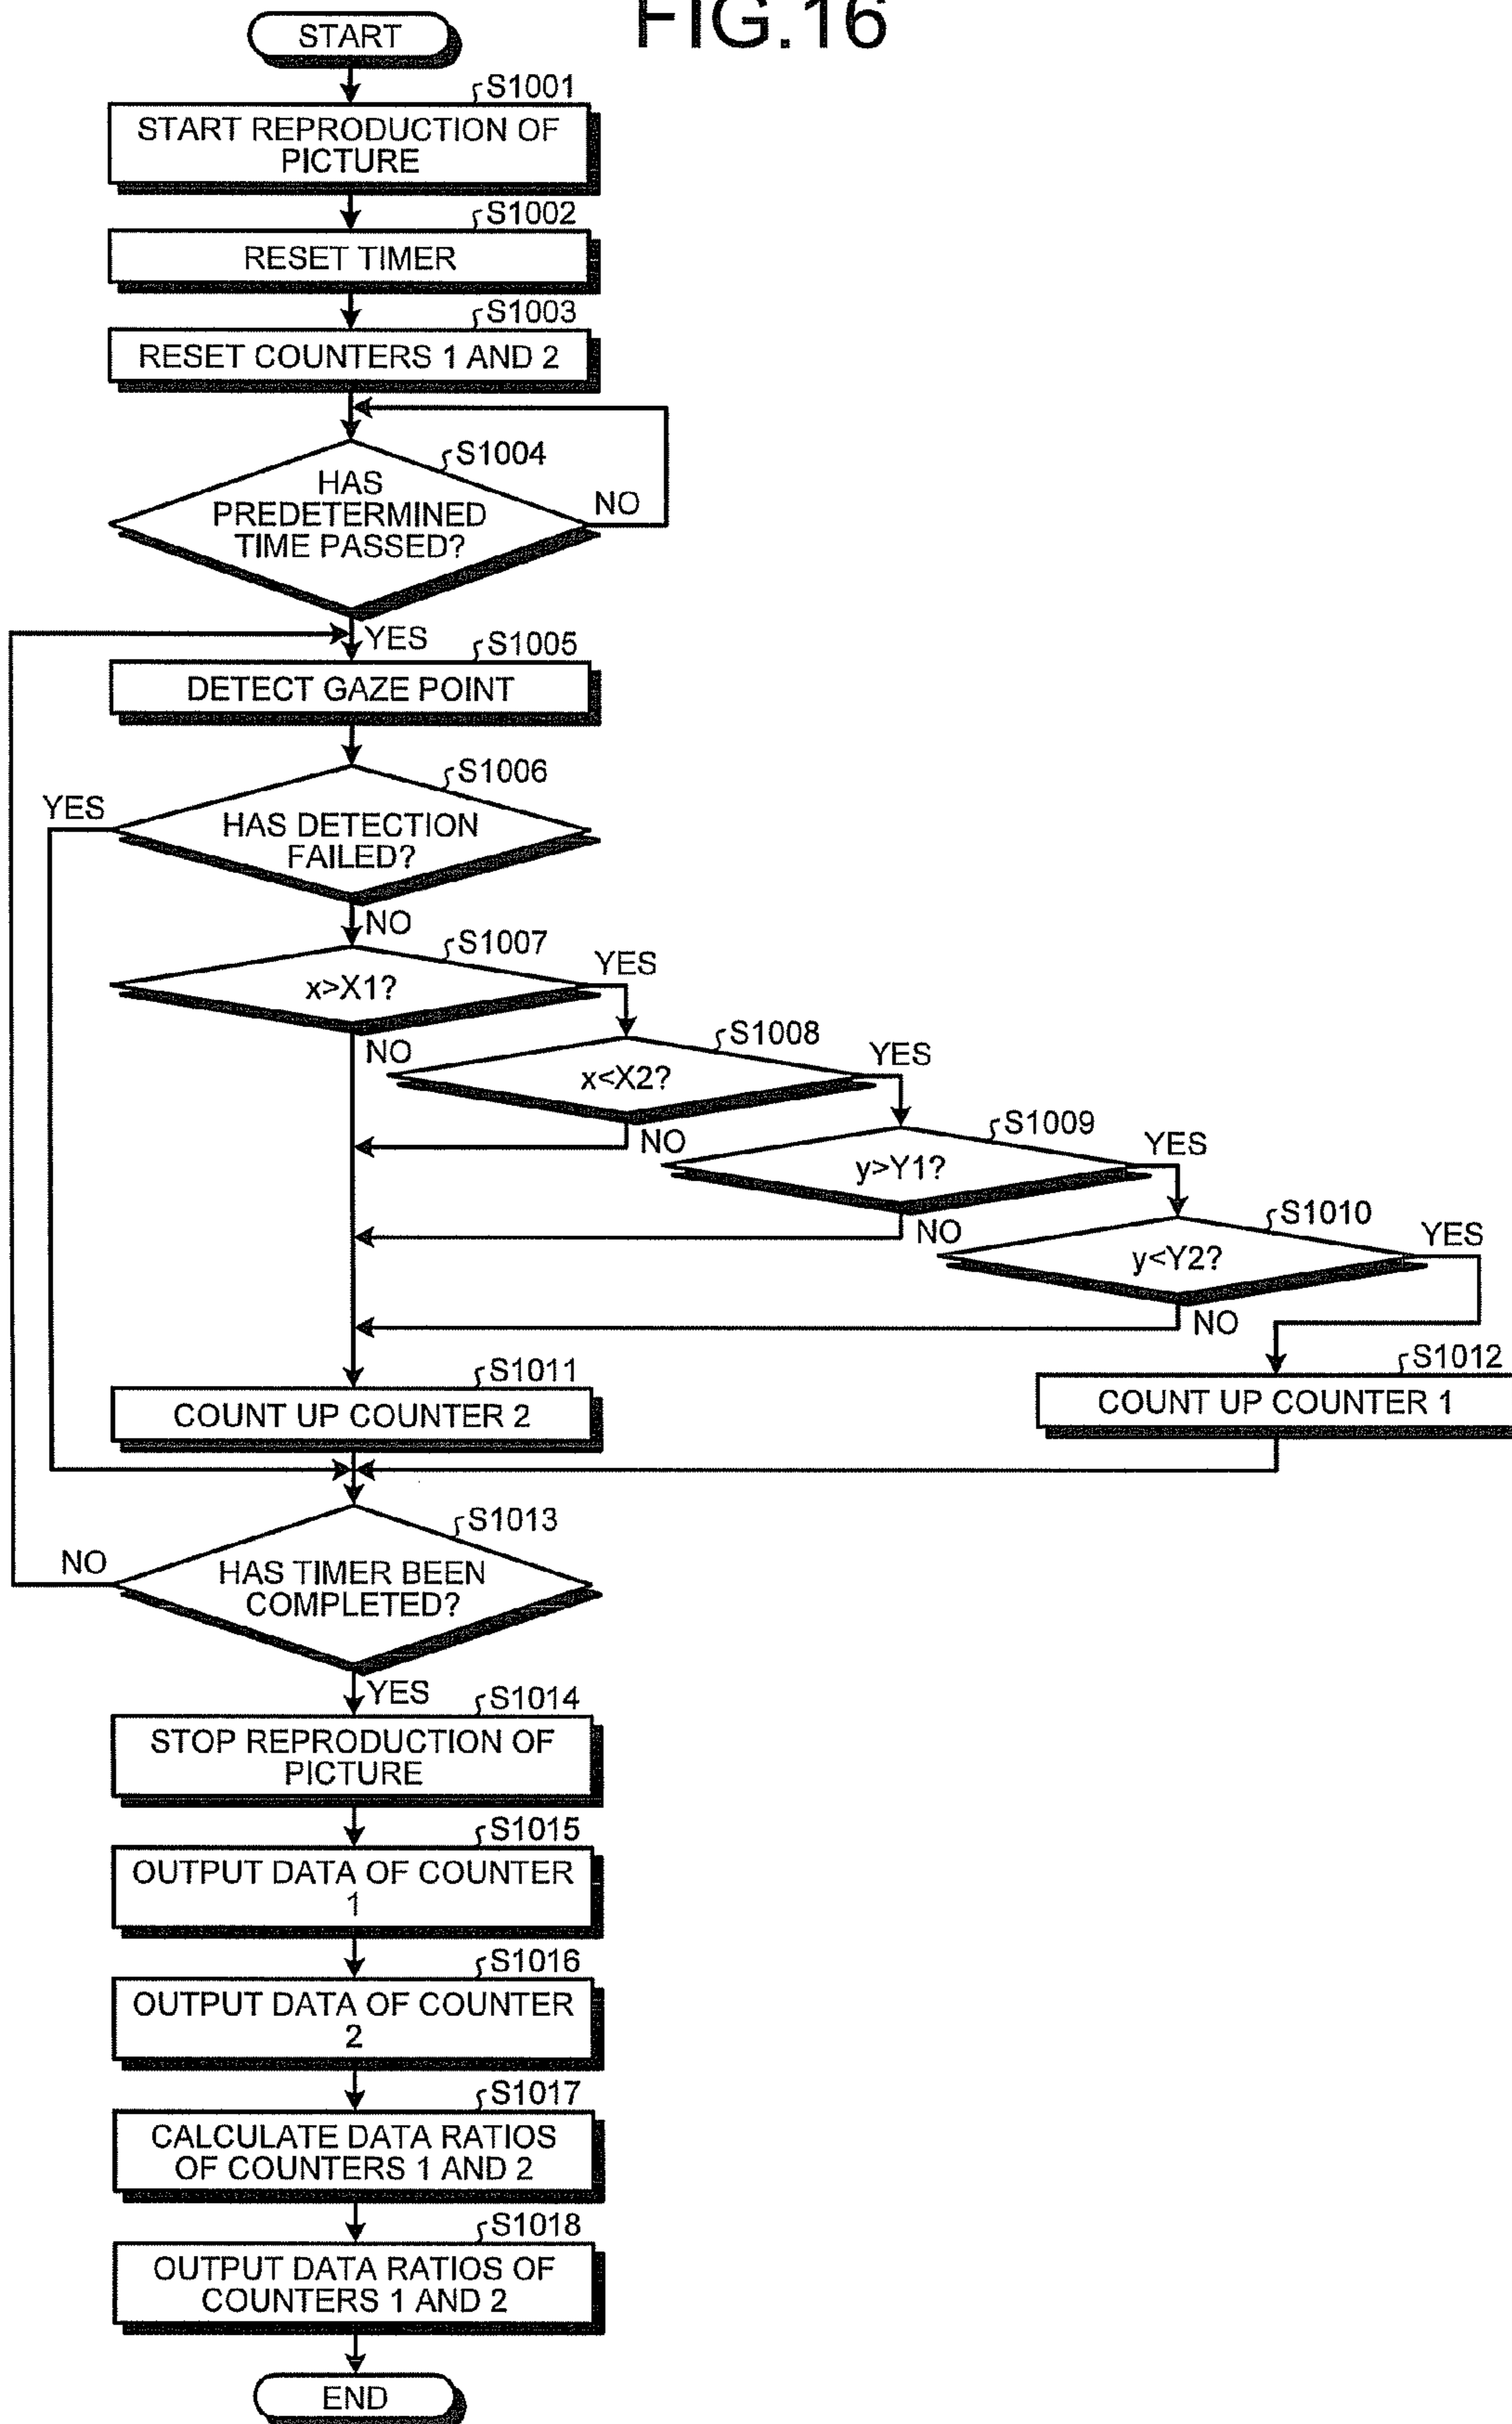 FIG.16
START
S1001
START REPRODUCTION OF
PICTURE
S1002
RESET TIMER
S1003
RESET COUNTERS 1 AND 2
S1004
HAS
PREDETERMINED
TIME PASSED?
NO
YES
S1005
DETECT GAZE POINT
S1006
YES
HAS DETECTION
FAILED?
NO
S1007
YES
x>X1?
NO
S1008
YES
x<X2?
NO
S1009
YES
y>Y1?
NO
S1010
YES
y<Y2?
NO
S1011
COUNT UP COUNTER 2
S1012
COUNT UP COUNTER 1
S1013
NO
HAS TIMER BEEN
COMPLETED?
YES
S1014
STOP REPRODUCTION OF
PICTURE
S1015
OUTPUT DATA OF COUNTER
1
S1016
OUTPUT DATA OF COUNTER
2
S1017
CALCULATE DATA RATIOS
OF COUNTERS 1 AND 2
S1018
OUTPUT DATA RATIOS OF
COUNTERS 1 AND 2
END